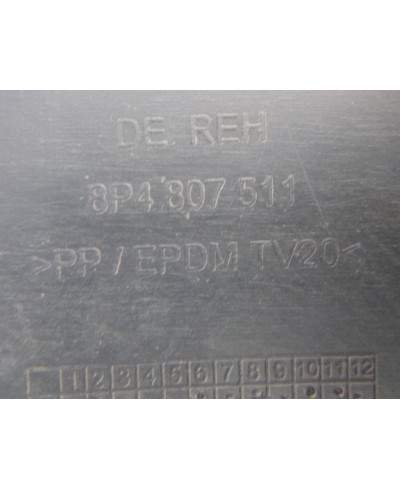 DE REH
8P4 807 511
>PP / EPDM TV20<
1 2 3 4 5 6 7 8 9 10 11 12